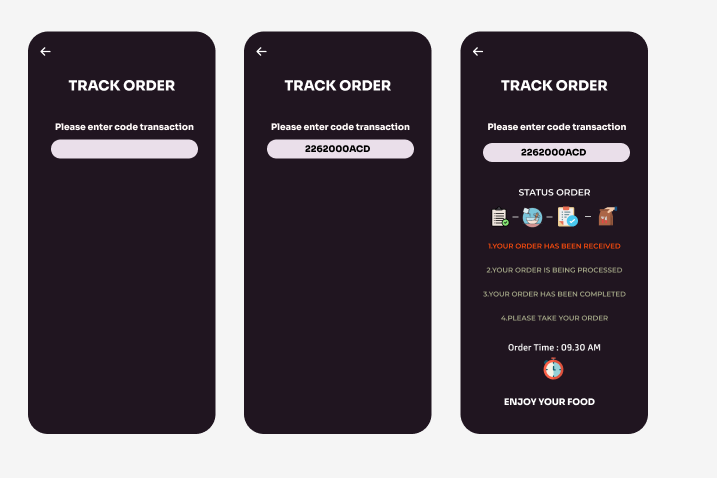 TRACK ORDER
Please enter code transaction
TRACK ORDER
Please enter code transaction
2262000ACD
TRACK ORDER
Please enter code transaction
2262000ACD
STATUS ORDER
1.YOUR ORDER HAS BEEN RECEIVED
2.YOUR ORDER IS BEING PROCESSED
3.YOUR ORDER HAS BEEN COMPLETED
4.PLEASE TAKE YOUR ORDER
Order Time : 09.30 AM
ENJOY YOUR FOOD